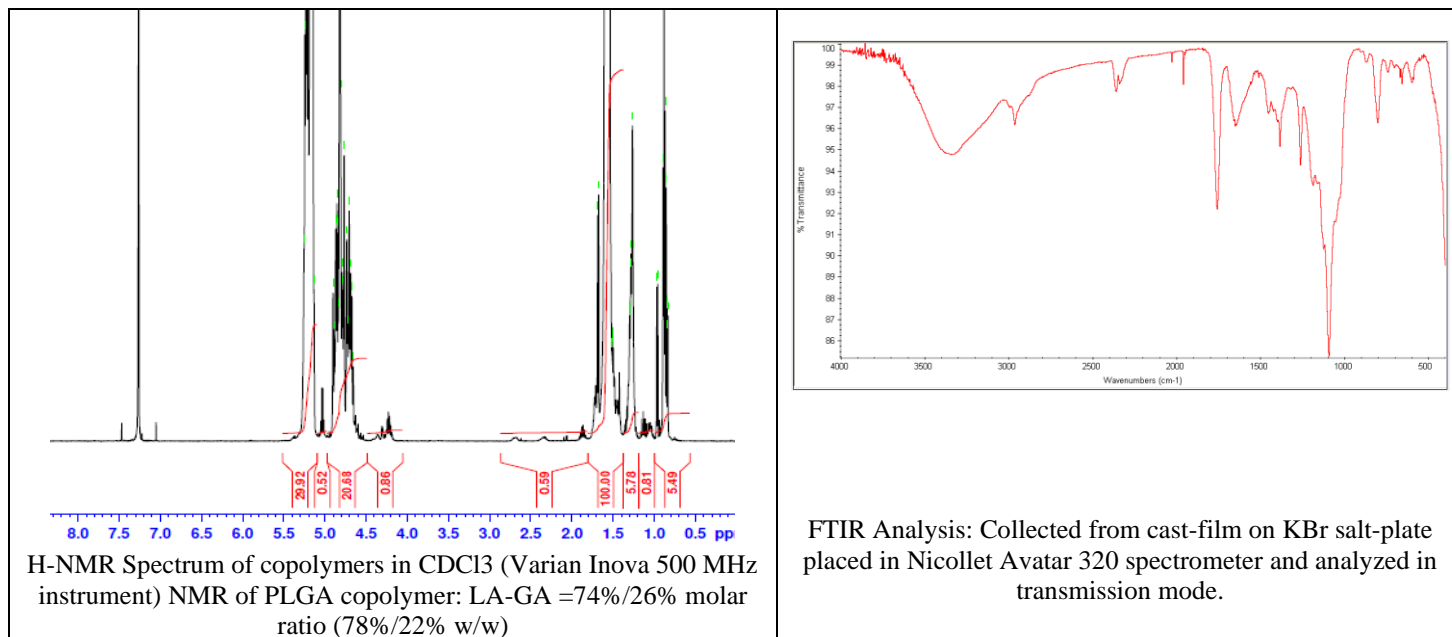 29.92
0.52
20.68
0.86
0.59
100.00
5.78
0.81
5.49
8.0 7.5 7.0 6.5 6.0 5.5 5.0 4.5 4.0 3.5 3.0 2.5 2.0 1.5 1.0 0.5 ppı
H-NMR Spectrum of copolymers in CDCl3 (Varian Inova 500 MHz
instrument) NMR of PLGA copolymer: LA-GA =74%/26% molar
ratio (78%/22% w/w)
100
99
98
97
96
95
94
93
92
91
90
89
88
87
86
% Transmittance
4000 3500 3000 2500 2000 1500 1000 500
Wavenumbers (cm-1)
FTIR Analysis: Collected from cast-film on KBr salt-plate
placed in Nicollet Avatar 320 spectrometer and analyzed in
transmission mode.